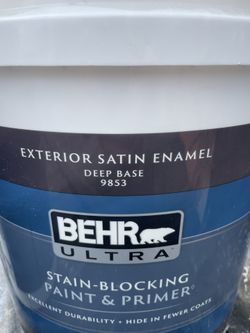 EXTERIOR SATIN ENAMEL
DEEP BASE
9853
BEHR
ULTRA
STAIN-BLOCKING
PAINT & PRIMER®
EXCELLENT DURABILITY • HIDE IN FEWER COATS